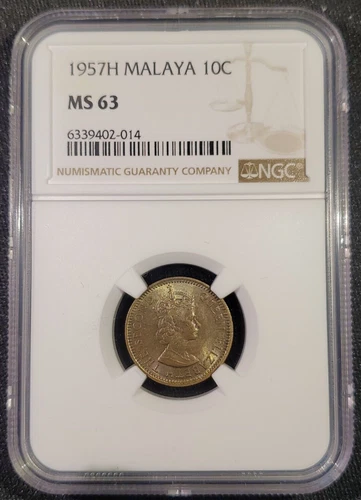 1957H MALAYA 10C
MS 63
6339402-014
NUMISMATIC GUARANTY COMPANY
NGC